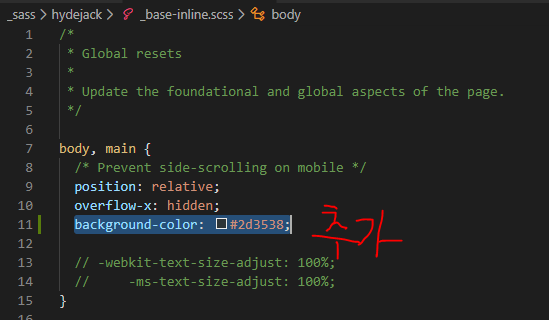 _sass > hydejack > _base-inline.scss > body
1 /*
2  * Global resets
3  *
4  * Update the foundational and global aspects of the page.
5  */
6
7 body, main {
8   /* Prevent side-scrolling on mobile */
9   position: relative;
10   overflow-x: hidden;
11   background-color: #2d3538; 추가
12
13   // -webkit-text-size-adjust: 100%;
14   //     -ms-text-size-adjust: 100%;
15 }
16